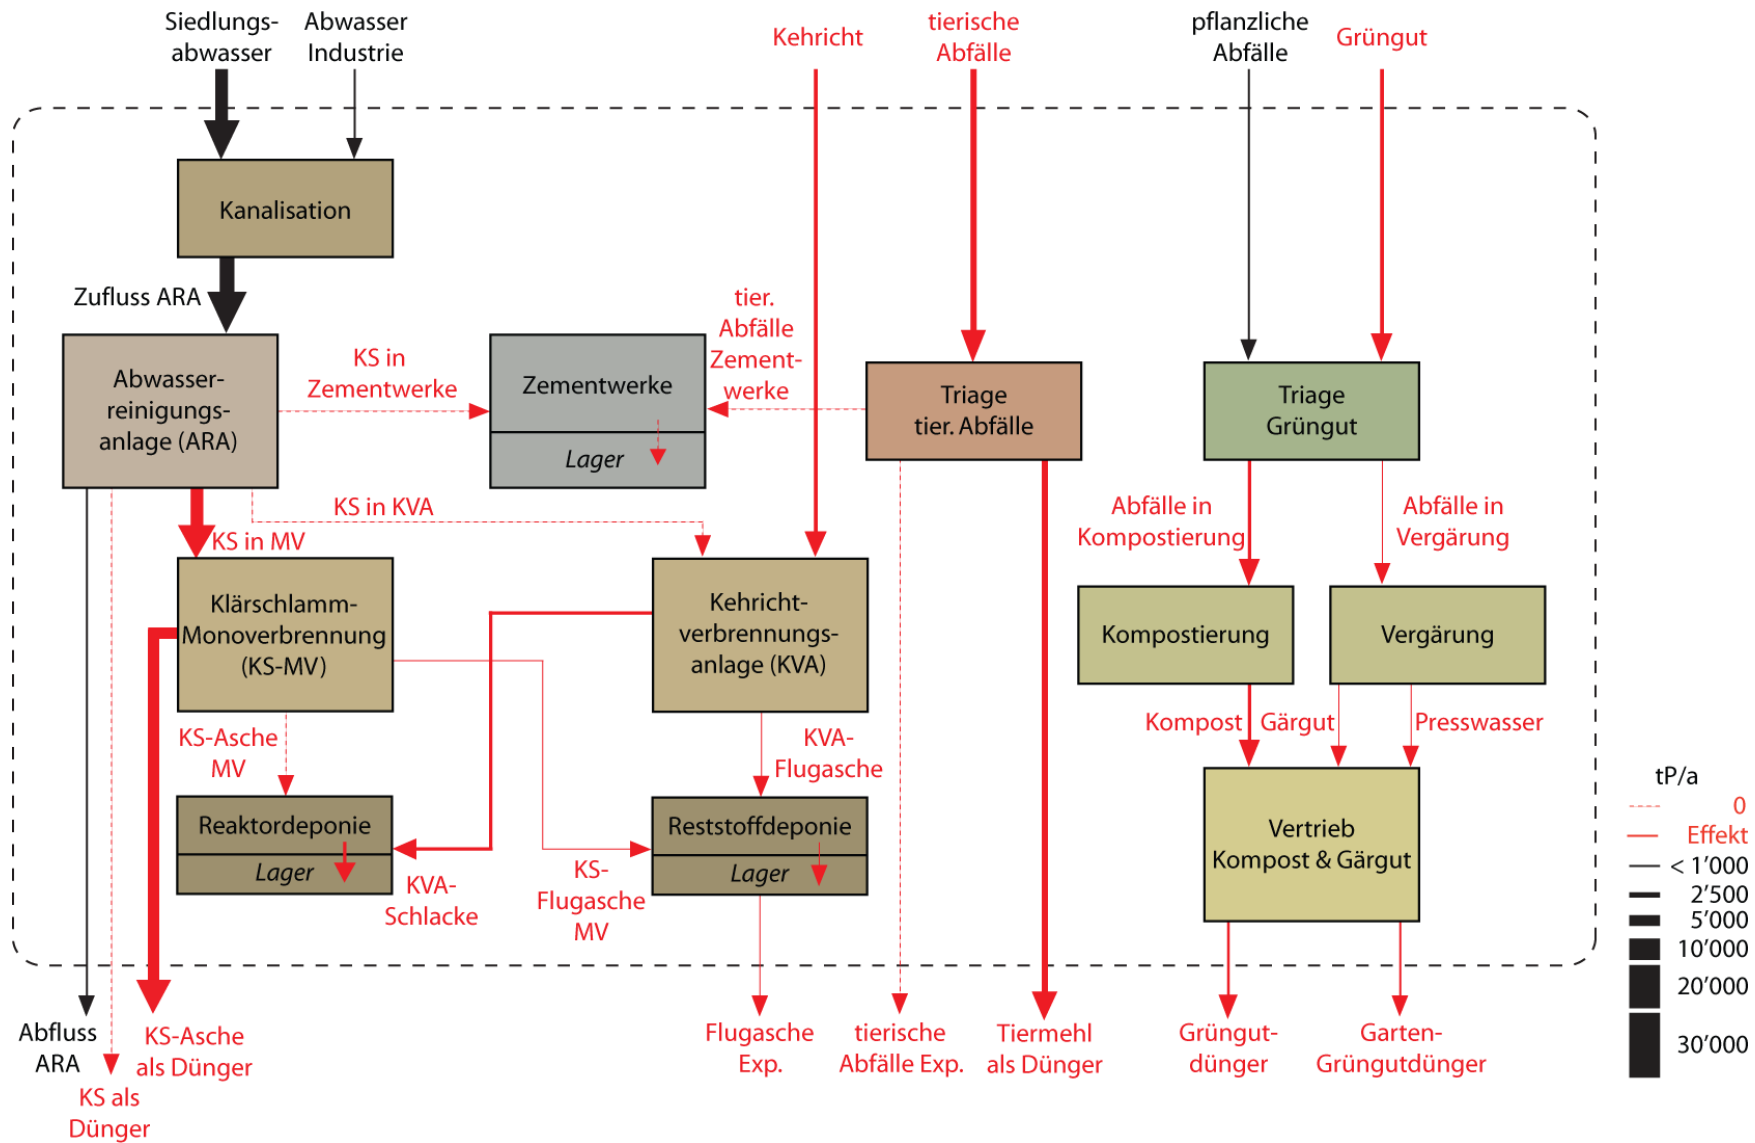 Siedlungs-
abwasser
Abwasser
Industrie
Kehricht
tierische
Abfälle
pflanzliche
Abfälle
Grüngut
Kanalisation
Zufluss ARA
Abwasser-
reinigungs-
anlage (ARA)
KS in
Zementwerke
Zementwerke
Lager
tier.
Abfälle
Zement-
werke
Triage
tier. Abfälle
Triage
Grüngut
KS in KVA
KS in MV
Abfälle in
Kompostierung
Abfälle in
Vergärung
Klärschlamm-
Monoverbrennung
(KS-MV)
Kehricht-
verbrennungs-
anlage (KVA)
Kompostierung
Vergärung
KS-Asche
MV
KVA-
Flugasche
Kompost
Gärgut
Presswasser
Reaktordeponie
Lager
KVA-
Schlacke
KS-
Flugasche
MV
Reststoffdeponie
Lager
Vertrieb
Kompost & Gärgut
tP/a
0
Effekt
< 1’000
2’500
5’000
10’000
20’000
30’000
Abfluss
ARA
KS als
Dünger
KS-Asche
als Dünger
Flugasche
Exp.
tierische
Abfälle Exp.
Tiermehl
als Dünger
Grüngut-
dünger
Garten-
Grüngutdünger